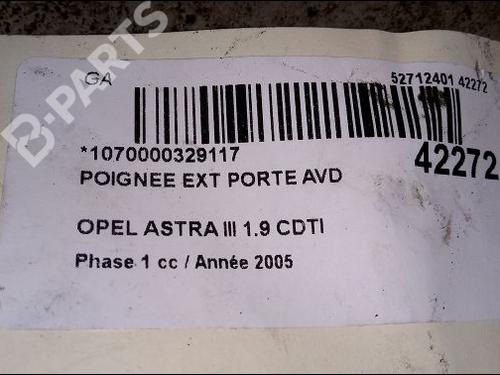 GA
52712401 42272
*1070000329117
42272
POIGNEE EXT PORTE AVD
OPEL ASTRA III 1.9 CDTI
Phase 1 cc / Année 2005
B-PARTS